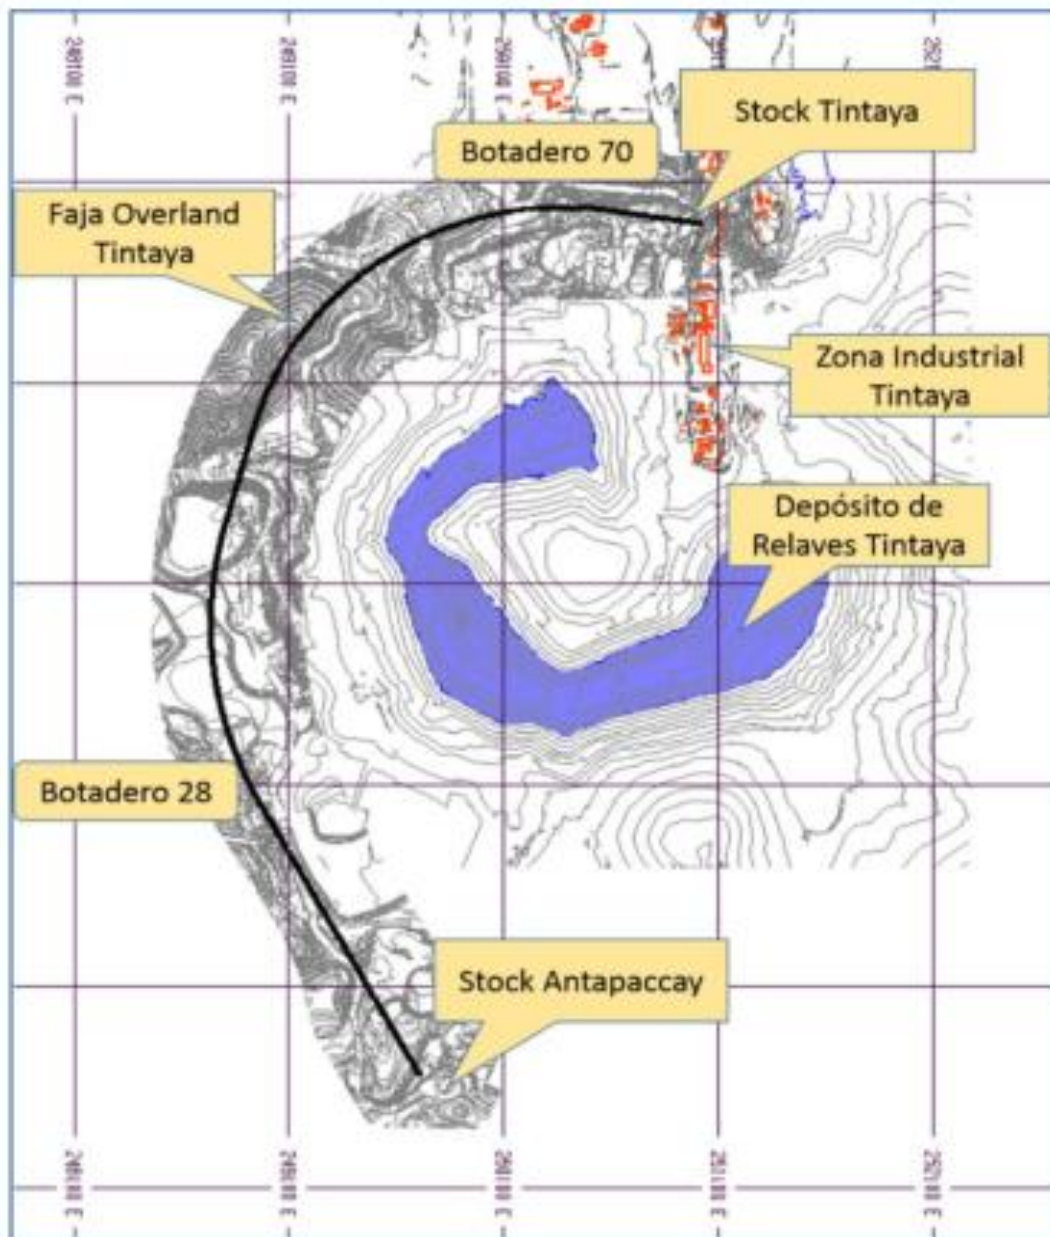 Stock Tintaya
Botadero 70
Faja Overland
Tintaya
Zona Industrial
Tintaya
Depósito de
Relaves Tintaya
Botadero 28
Stock Antapaccay